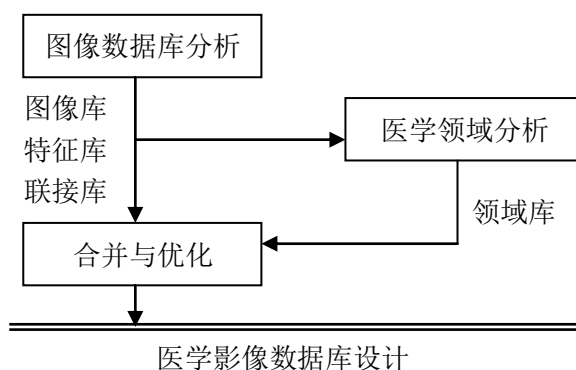 图像数据库分析
图像库
特征库
联接库
医学领域分析
领域库
合并与优化
医学影像数据库设计